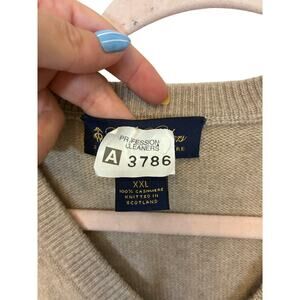 PROFESSION
CLEANERS
A 3786
XXL
100% CASHMERE
KNITTED IN
SCOTLAND